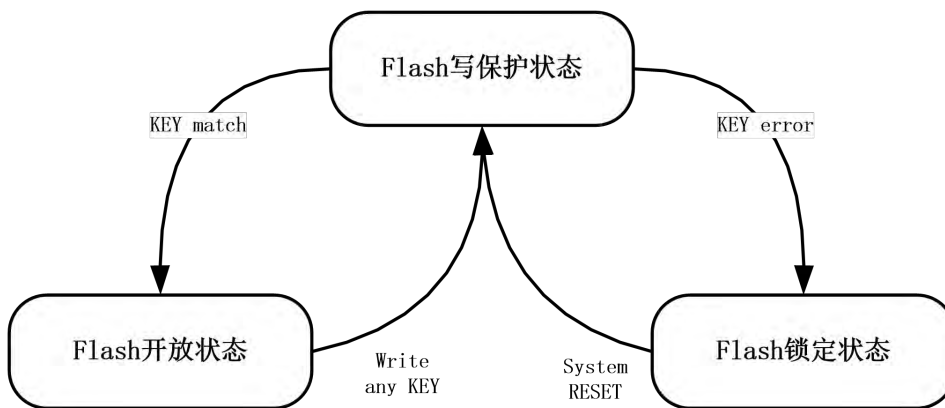 Flash写保护状态
KEY match
KEY error
Flash开放状态
Write
any KEY
System
RESET
Flash锁定状态